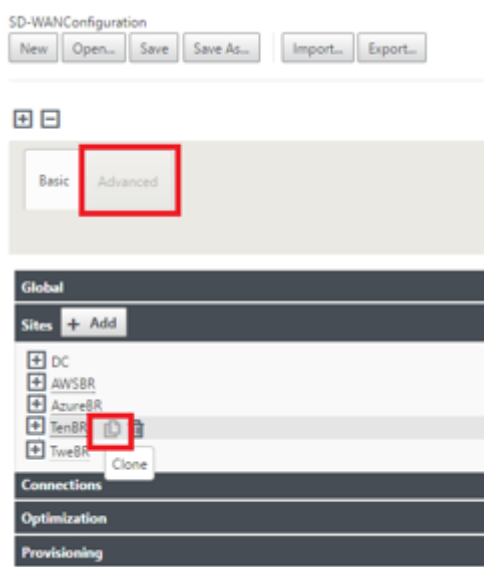 SD-WANConfiguration
New Open... Save Save As... Import... Export...
Basic Advanced
Global
Sites + Add
DC
AWSBR
AzureBR
TenBR
TweBR
Clone
Connections
Optimization
Provisioning